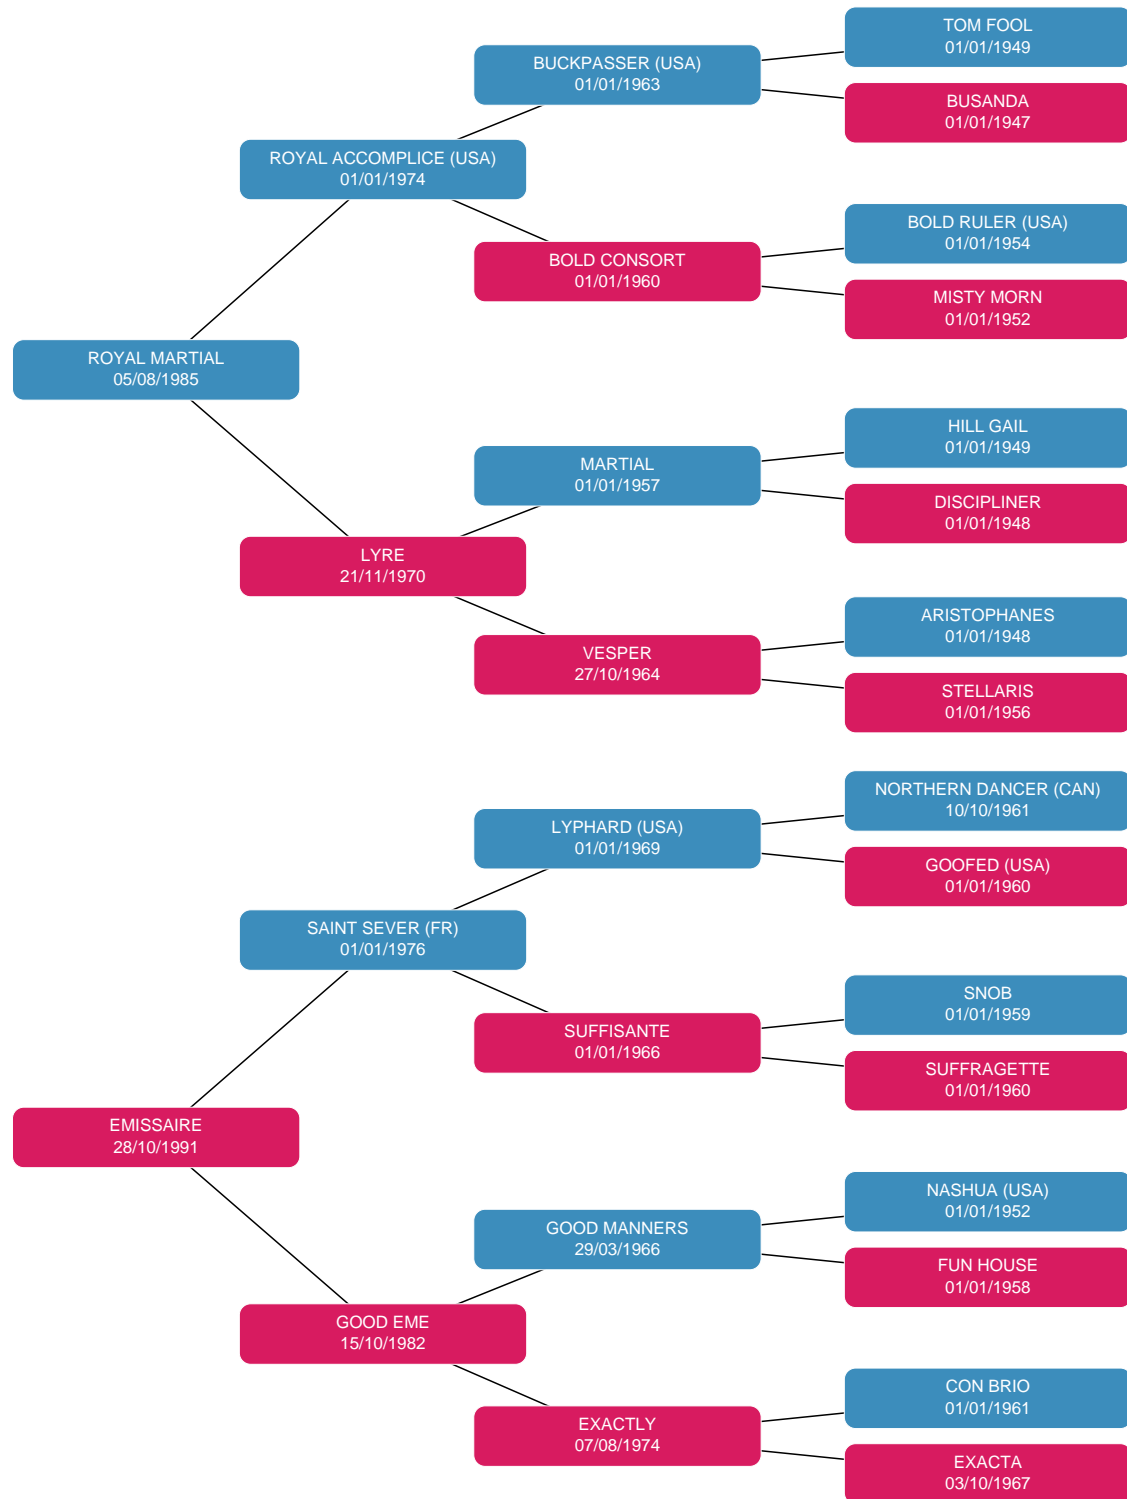 TOM FOOL
01/01/1949
BUCKPASSER (USA)
01/01/1963
BUSANDA
01/01/1947
ROYAL ACCOMPLICE (USA)
01/01/1974
BOLD RULER (USA)
01/01/1954
BOLD CONSORT
01/01/1960
MISTY MORN
01/01/1952
ROYAL MARTIAL
05/08/1985
HILL GAIL
01/01/1949
MARTIAL
01/01/1957
DISCIPLINER
01/01/1948
LYRE
21/11/1970
ARISTOPHANES
01/01/1948
VESPER
27/10/1964
STELLARIS
01/01/1956
NORTHERN DANCER (CAN)
10/10/1961
LYPHARD (USA)
01/01/1969
GOOFED (USA)
01/01/1960
SAINT SEVER (FR)
01/01/1976
SNOB
01/01/1959
SUFFISANTE
01/01/1966
SUFFRAGETTE
01/01/1960
EMISSAIRE
28/10/1991
NASHUA (USA)
01/01/1952
GOOD MANNERS
29/03/1966
FUN HOUSE
01/01/1958
GOOD EME
15/10/1982
CON BRIO
01/01/1961
EXACTLY
07/08/1974
EXACTA
03/10/1967